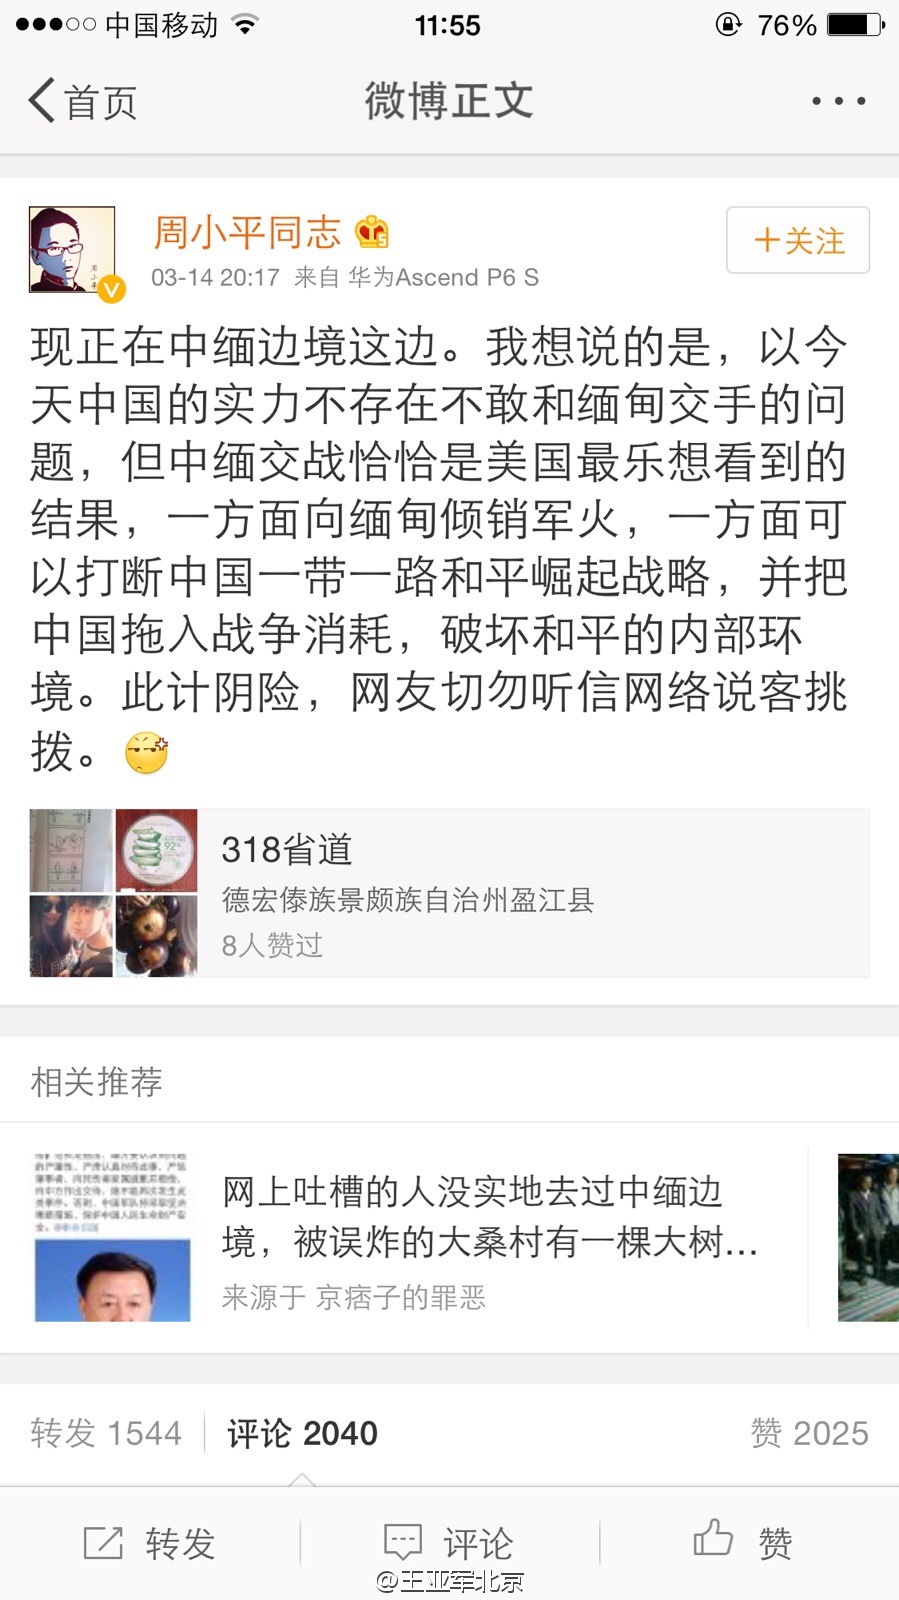 中国移动
11:55
76%
首页
微博正文
周小平同志
＋关注
03-14 20:17 来自 华为Ascend P6 S
现正在中缅边境这边。我想说的是，以今
天中国的实力不存在不敢和缅甸交手的问
题，但中缅交战恰恰是美国最乐想看到的
结果，一方面向缅甸倾销军火，一方面可
以打断中国一带一路和平崛起战略，并把
中国拖入战争消耗，破坏和平的内部环
境。此计阴险，网友切勿听信网络说客挑
拨。
92%
318省道
德宏傣族景颇族自治州盈江县
8人赞过
相关推荐
网上吐槽的人没实地去过中缅边
境，被误炸的大桑村有一棵大树...
来源于 京痞子的罪恶
转发 1544
评论 2040
赞 2025
转发
评论
赞
@王亚军北京